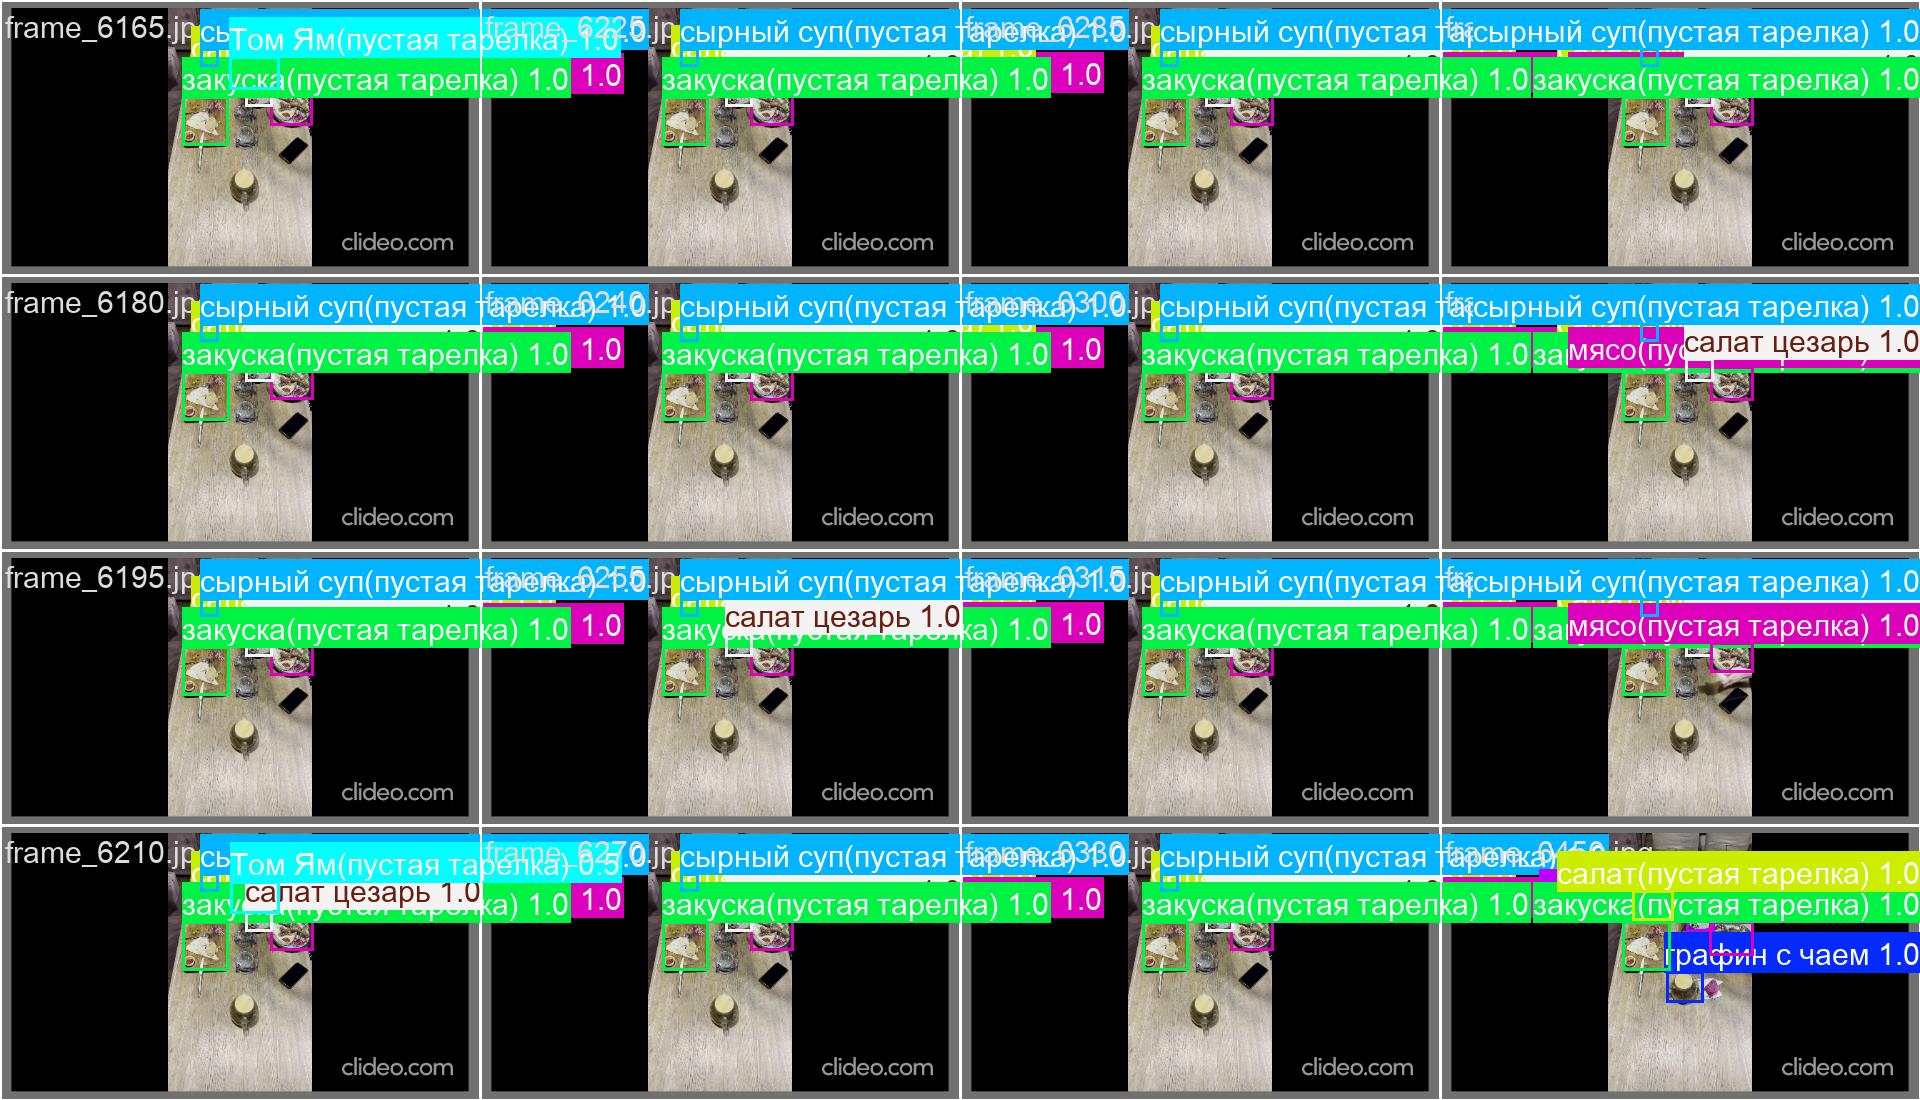 frame_6165.jp
Том Ям(пустая тарелка) 1.0
закуска(пустая тарелка) 1.0
1.0
clideo.com
frame_6225.jp
сырный суп(пустая тарелка) 1.0
закуска(пустая тарелка) 1.0
1.0
clideo.com
сырный суп(пустая
закуска(пустая тарелка) 1.0
clideo.com
сырный суп(пустая тарелка) 1.0
закуска(пустая тарелка) 1.0
clideo.com
frame_6180.jp
сырный суп(пустая тарелка) 1.0
закуска(пустая тарелка) 1.0
1.0
clideo.com
сырный суп(пустая тарелка) 1.0
закуска(пустая тарелка) 1.0
1.0
clideo.com
сырный суп(пустая
закуска(пустая тарелка) 1.0
clideo.com
сырный суп(пустая тарелка) 1.0
салат цезарь 1.0
clideo.com
frame_6195.jp
сырный суп(пустая тарелка) 1.0
закуска(пустая тарелка) 1.0
1.0
clideo.com
сырный суп(пустая тарелка) 1.0
салат цезарь 1.0
1.0
clideo.com
сырный суп(пустая
закуска(пустая тарелка) 1.0
clideo.com
сырный суп(пустая тарелка) 1.0
мясо(пустая тарелка) 1.0
clideo.com
frame_6210.jp
Том Ям(пустая тарелка) 0.5
салат цезарь 1.0
закуска(пустая тарелка) 1.0
1.0
clideo.com
frame_6270.jp
сырный суп(пустая тарелка) 1.0
закуска(пустая тарелка) 1.0
1.0
clideo.com
сырный суп(пустая тарелка
закуска(пустая тарелка) 1.0
clideo.com
салат(пустая тарелка) 1.0
закуска(пустая тарелка) 1.0
графин с чаем 1.0
clideo.com